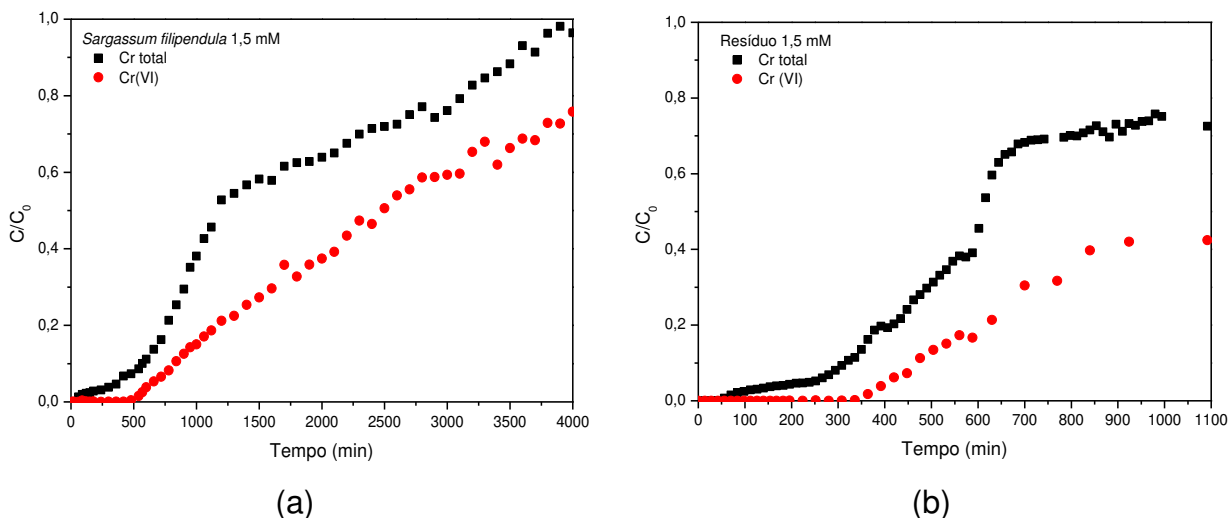 1,0
0,8
0,6
0,4
0,2
0,0
C/C0
Sargassum filipendula 1,5 mM
Cr total
Cr(VI)
0 500 1000 1500 2000 2500 3000 3500 4000
Tempo (min)
(a)
1,0
0,8
0,6
0,4
0,2
0,0
C/C0
Resíduo 1,5 mM
Cr total
Cr (VI)
0 100 200 300 400 500 600 700 800 900 1000 1100
Tempo (min)
(b)